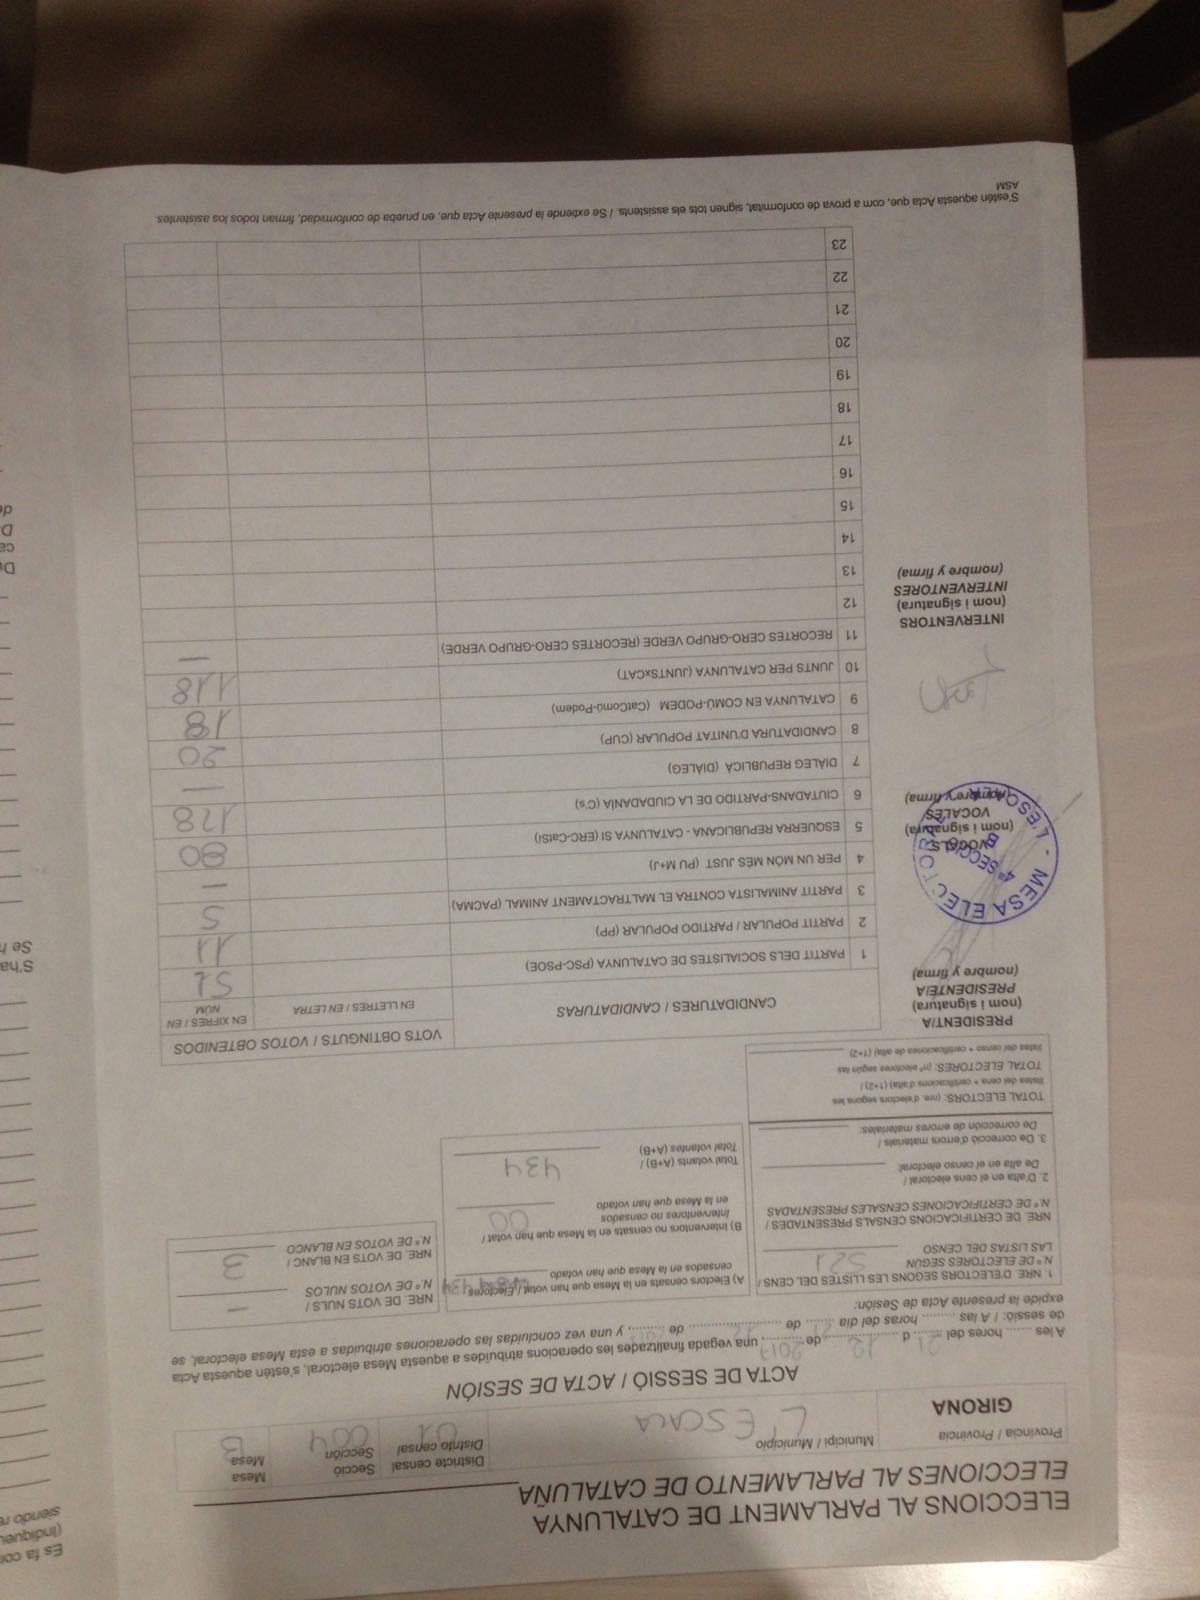 ELECCIONS AL PARLAMENT DE CATALUNYA
ELECCIONES AL PARLAMENTO DE CATALUÑA
Província / Provincia
GIRONA
Municipi / Municipio
L'ESCALA
Districte censal
Distrito censal
01
Secció
Sección
004
Mesa
Mesa
B
ACTA DE SESSIÓ / ACTA DE SESIÓN
A les ........ hores del 21 d 12 de 2017, una vegada finalitzades les operacions atribuïdes a aquesta Mesa electoral, s'estén aquesta Acta
de sessió: / A las ........ horas del día 21 de 12 de 2017 y una vez concluidas las operaciones atribuidas a esta Mesa electoral, se
expide la presente Acta de Sesión:
1. NRE. D'ELECTORS SEGONS LES LLISTES DEL CENS /
N.º DE ELECTORES SEGÚN
LAS LISTAS DEL CENSO 521
NRE. DE CERTIFICACIONS CENSALS PRESENTADES /
N.º DE CERTIFICACIONES CENSALES PRESENTADAS
2. D'alta en el cens electoral /
De alta en el censo electoral:
3. De correcció d'errors materials /
De corrección de errores materiales:
TOTAL ELECTORS: (nre. d'electors segons les
llistes del cens + certificacions d'alta) (1+2) /
TOTAL ELECTORES: (nº electores según las
listas del censo + certificaciones de alta) (1+2)
A) Electors censats en la Mesa que han votat / Electores
censados en la Mesa que han votado 434
B) Interventors no censats en la Mesa que han votat /
Interventores no censados
en la Mesa que han votado 00
Total votants (A+B) /
Total votantes (A+B) 434
NRE. DE VOTS NULS /
N.º DE VOTOS NULOS —
NRE. DE VOTS EN BLANC /
N.º DE VOTOS EN BLANCO 3
PRESIDENT/A
(nom i signatura)
PRESIDENTE/A
(nombre y firma)
VOCALS
(nom i signatura)
VOCALES
(nombre y firma)
MESA ELECTORAL - L'ESCALA
4ª SECCIÓ
B
INTERVENTORS
(nom i signatura)
INTERVENTORES
(nombre y firma)
CANDIDATURES / CANDIDATURAS
VOTS OBTINGUTS / VOTOS OBTENIDOS
EN LLETRES / EN LETRA
EN XIFRES / EN NÚM.
1 PARTIT DELS SOCIALISTES DE CATALUNYA (PSC-PSOE) 51
2 PARTIT POPULAR / PARTIDO POPULAR (PP) 11
3 PARTIT ANIMALISTA CONTRA EL MALTRACTAMENT ANIMAL (PACMA) 5
4 PER UN MÓN MÉS JUST (PU M+J) —
5 ESQUERRA REPUBLICANA - CATALUNYA SÍ (ERC-CatSí) 80
6 CIUTADANS-PARTIDO DE LA CIUDADANÍA (C's) 128
7 DIÀLEG REPUBLICÀ (DIÀLEG) —
8 CANDIDATURA D'UNITAT POPULAR (CUP) 20
9 CATALUNYA EN COMÚ-PODEM (CatComú-Podem) 18
10 JUNTS PER CATALUNYA (JUNTSxCAT) 118
11 RECORTES CERO-GRUPO VERDE (RECORTES CERO-GRUPO VERDE) —
12
13
14
15
16
17
18
19
20
21
22
23
S'estén aquesta Acta que, com a prova de conformitat, signen tots els assistents. / Se extiende la presente Acta que, en prueba de conformidad, firman todos los asistentes.
ASM